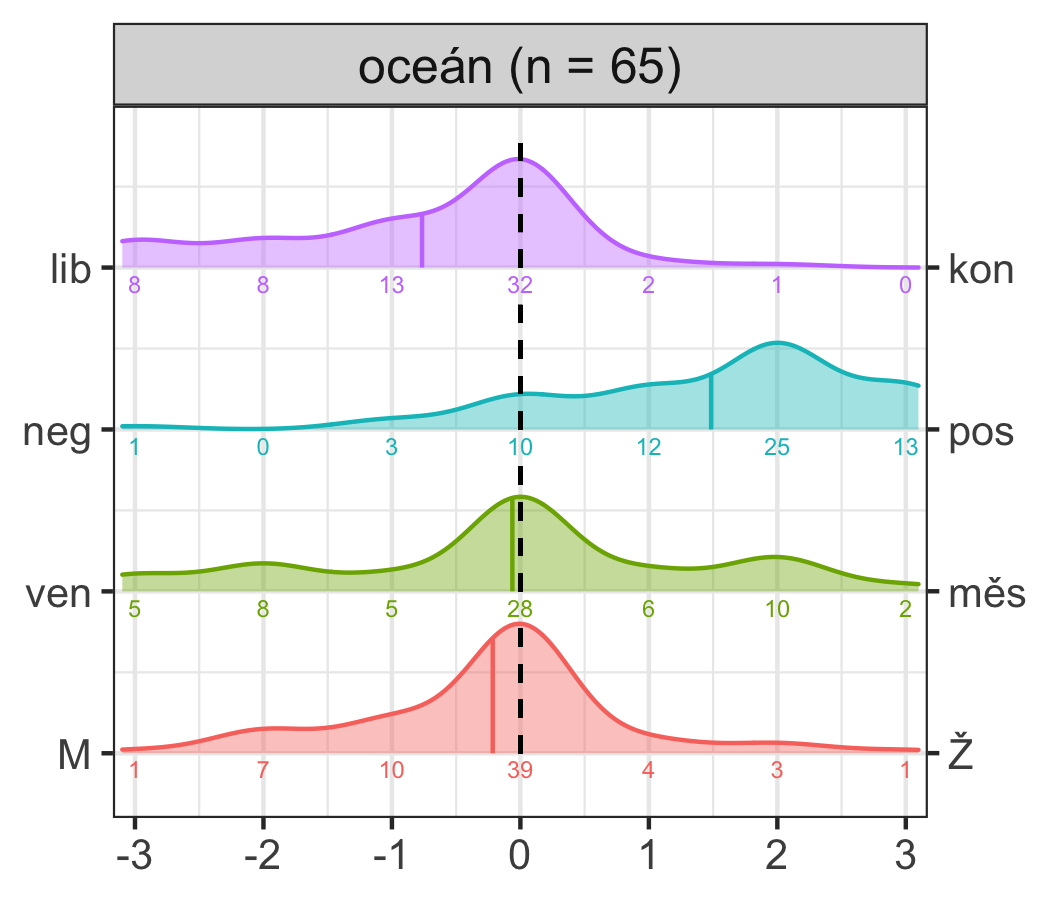 oceán (n = 65)
lib kon
8 8 13 32 2 1 0
neg pos
1 0 3 10 12 25 13
ven měs
5 8 5 28 6 10 2
M Ž
1 7 10 39 4 3 1
-3 -2 -1 0 1 2 3